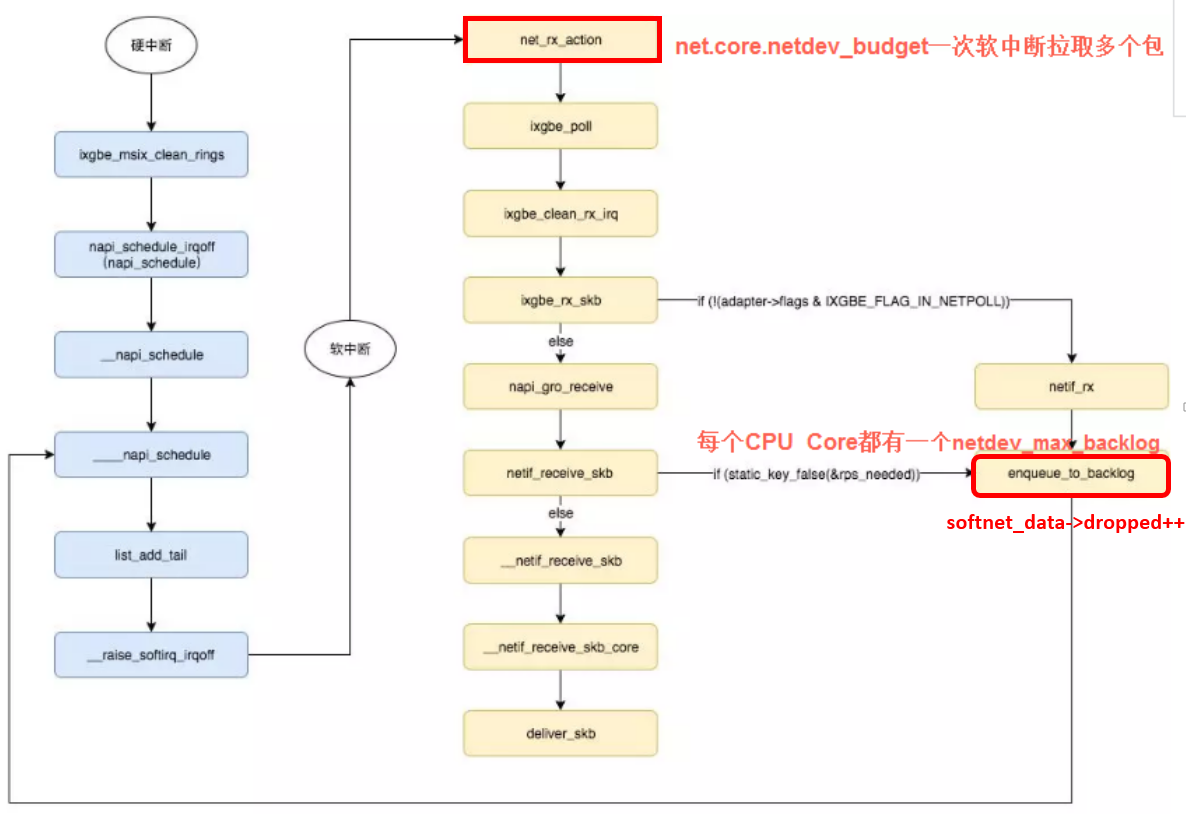 硬中断
ixgbe_msix_clean_rings
napi_schedule_irqoff
(napi_schedule)
__napi_schedule
____napi_schedule
list_add_tail
__raise_softirq_irqoff
软中断
net_rx_action
net.core.netdev_budget一次软中断拉取多个包
ixgbe_poll
ixgbe_clean_rx_irq
ixgbe_rx_skb
if (!(adapter->flags & IXGBE_FLAG_IN_NETPOLL))
else
napi_gro_receive
netif_rx
每个CPU Core都有一个netdev_max_backlog
netif_receive_skb
if (static_key_false(&rps_needed))
enqueue_to_backlog
else
softnet_data->dropped++
__netif_receive_skb
__netif_receive_skb_core
deliver_skb